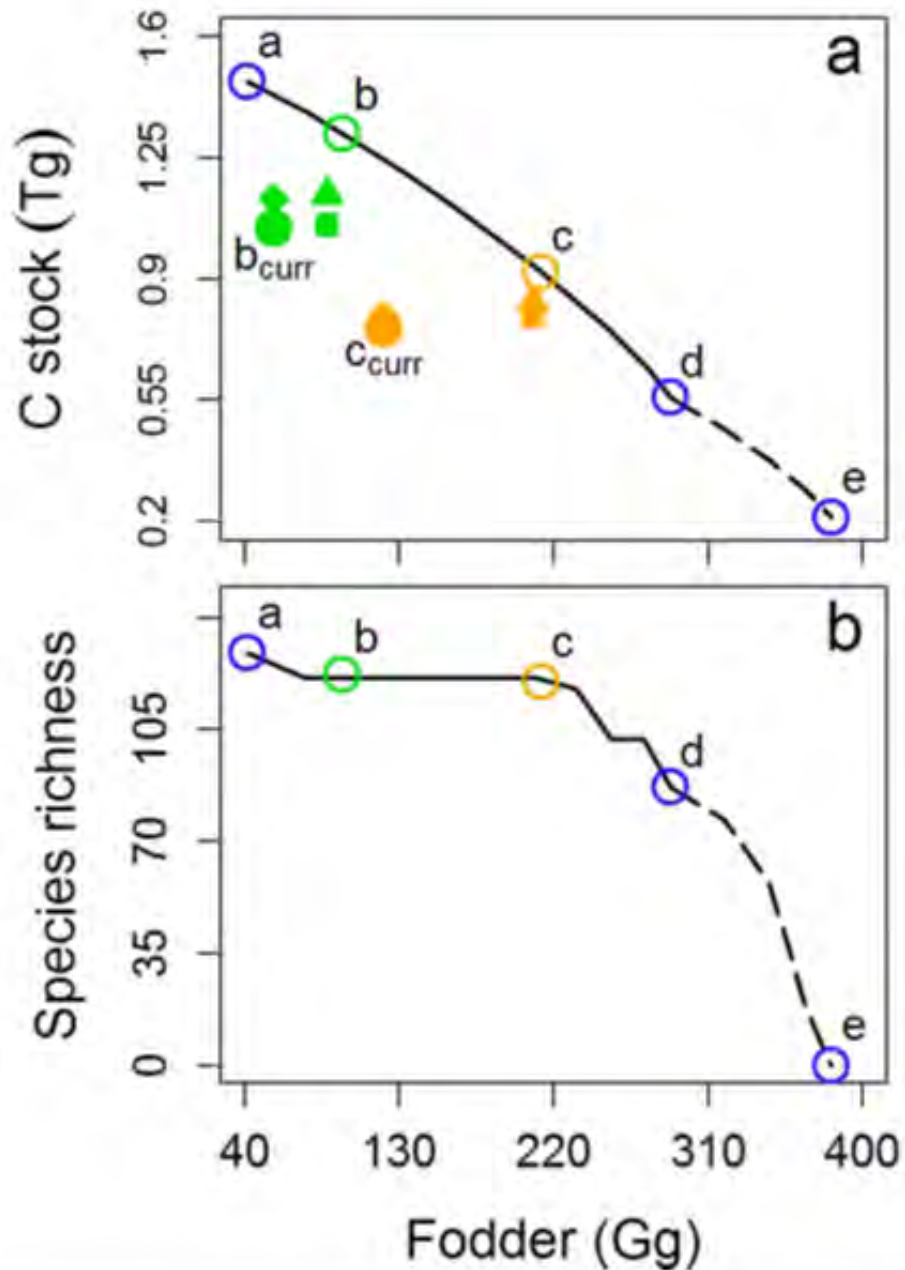 a
a
b
c
d
e
b_curr
c_curr
C stock (Tg)
1.6
1.25
0.9
0.55
0.2
b
a
b
c
d
e
Species richness
105
70
35
0
40 130 220 310 400
Fodder (Gg)